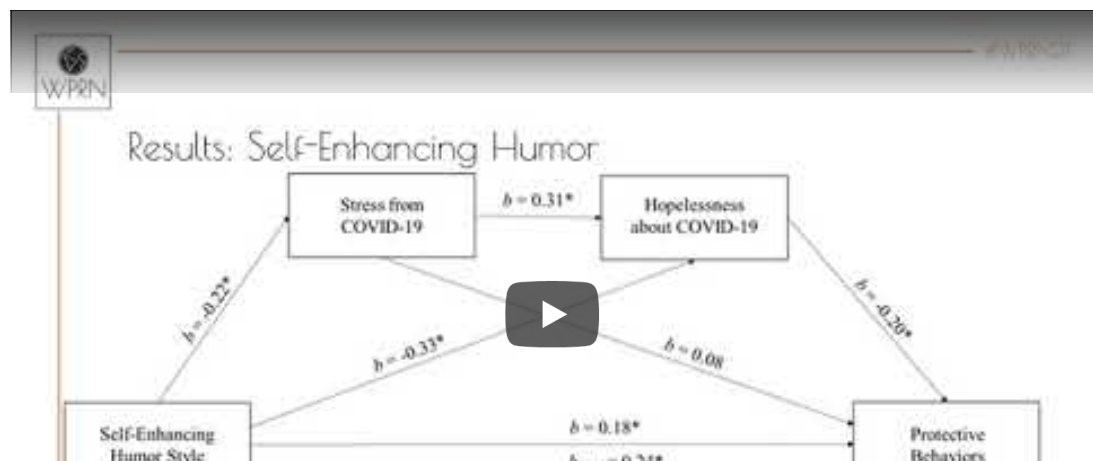 WPRN
Results: Self-Enhancing Humor
Stress from
COVID-19
b = 0.31*
Hopelessness
about COVID-19
b = -0.22*
b = -0.33*
b = 0.08
b = -0.20*
Self-Enhancing
Humor Style
b = 0.18*
Protective
Behaviors